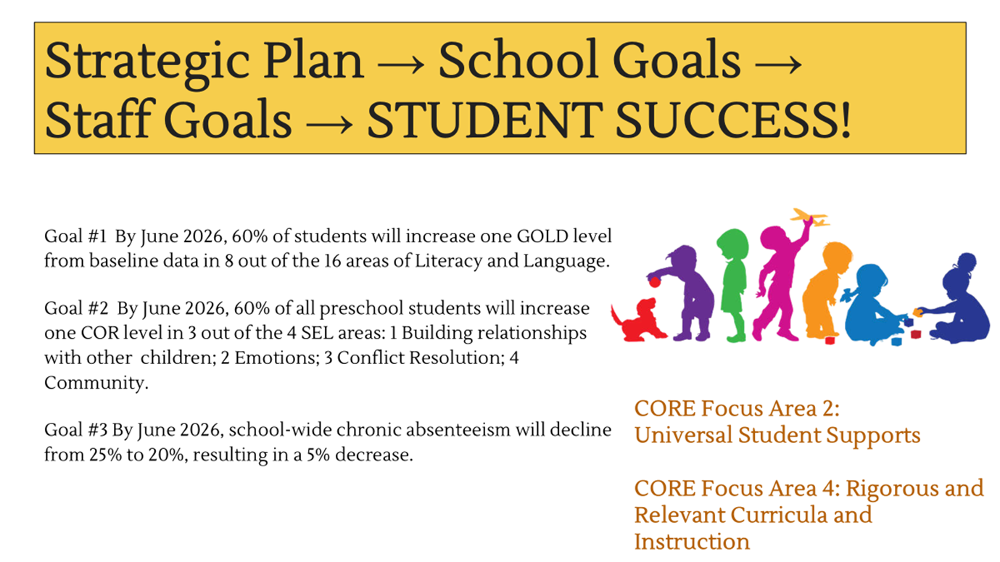 Strategic Plan → School Goals →
Staff Goals → STUDENT SUCCESS!
Goal #1  By June 2026, 60% of students will increase one GOLD level
from baseline data in 8 out of the 16 areas of Literacy and Language.
Goal #2  By June 2026, 60% of all preschool students will increase
one COR level in 3 out of the 4 SEL areas: 1 Building relationships
with other  children; 2 Emotions; 3 Conflict Resolution; 4
Community.
Goal #3 By June 2026, school-wide chronic absenteeism will decline
from 25% to 20%, resulting in a 5% decrease.
CORE Focus Area 2:
Universal Student Supports
CORE Focus Area 4: Rigorous and
Relevant Curricula and
Instruction